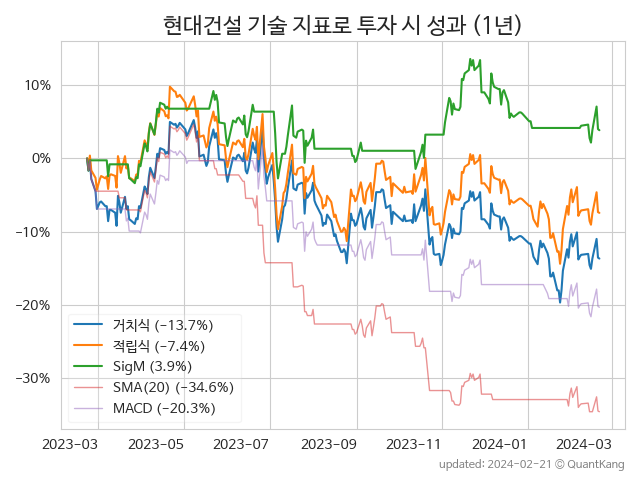 현대건설 기술 지표로 투자 시 성과 (1년)
10%
0%
−10%
−20%
−30%
거치식 (−13.7%)
적립식 (−7.4%)
SigM (3.9%)
SMA(20) (−34.6%)
MACD (−20.3%)
2023-03 2023-05 2023-07 2023-09 2023-11 2024-01 2024-03
updated: 2024-02-21 © QuantKang